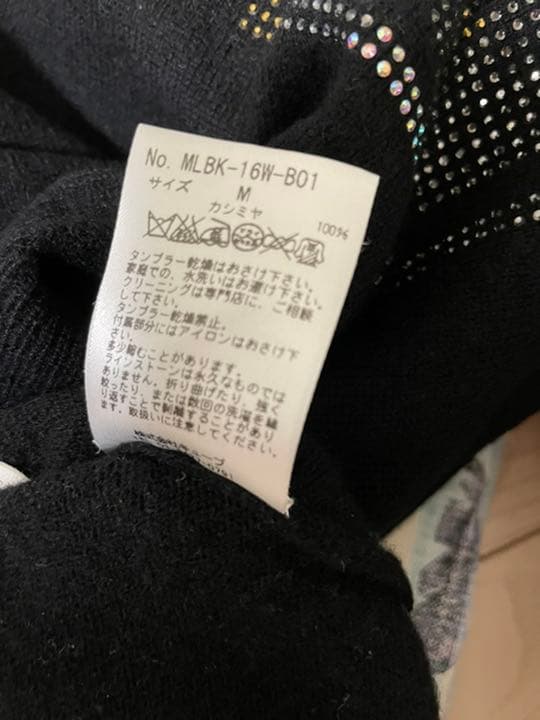 No. MLBK-16W-B01
サイズ M
カシミヤ 100%
タンブラー乾燥はおさけ下さい。
家庭での、水洗いはお避け下さい。
クリーニングは専門店に、ご相談
して下さい。
タンブラー乾燥禁止。
付属部分にはアイロンはおさけ下
さい。
多少縮むことがあります。
ラインストーンは永久なものでは
ありません。折り曲げたり、強く
絞ったり、または数回の洗濯を繰
り返すことで剥離することがあり
ます。取扱いに注意してください。